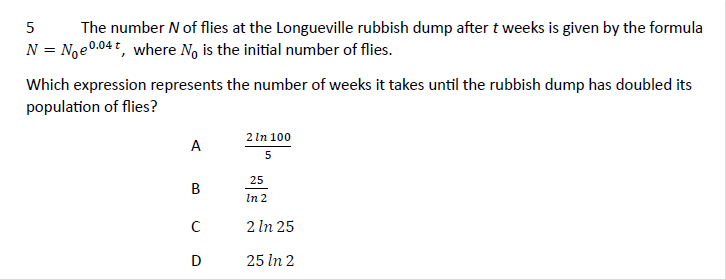 5 The number N of flies at the Longueville rubbish dump after t weeks is given by the formula
N = N₀e^{0.04 t}, where N₀ is the initial number of flies.
Which expression represents the number of weeks it takes until the rubbish dump has doubled its
population of flies?
A \frac{2 ln 100}{5}
B \frac{25}{ln 2}
C 2 ln 25
D 25 ln 2